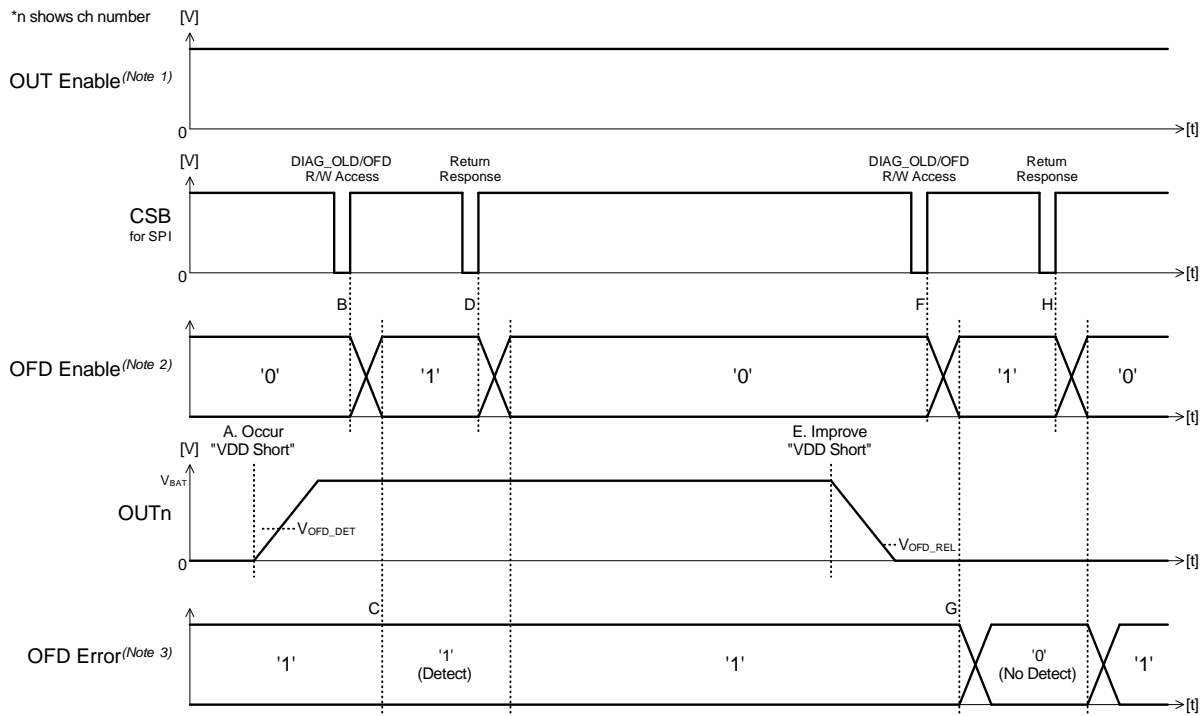 *n shows ch number
[V]
OUT Enable(Note 1)
0
[t]
[V]
DIAG_OLD/OFD
R/W Access
Return
Response
DIAG_OLD/OFD
R/W Access
Return
Response
CSB
for SPI
0
[t]
B
D
F
H
OFD Enable(Note 2)
'0'
'1'
'0'
'1'
'0'
[t]
A. Occur
"VDD Short"
E. Improve
"VDD Short"
[V]
VBAT
OUTn
VOFD_DET
VOFD_REL
0
[t]
C
G
OFD Error(Note 3)
'1'
'1'
(Detect)
'1'
'0'
(No Detect)
'1'
[t]